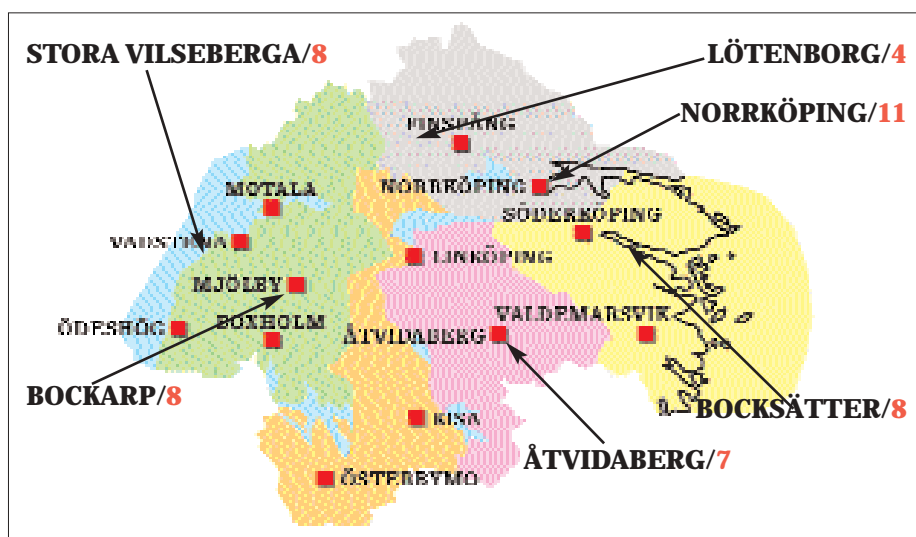 STORA VILSEBERGA/8
LÖTENBORG/4
NORRKÖPING/11
FINSPÅNG
MOTALA
NORRKÖPING
SÖDERKÖPING
VADSTENA
LINKÖPING
MJÖLBY
ÖDESHÖG
BOXHOLM
ÅTVIDABERG
VALDEMARSVIK
BOCKARP/8
BOCKSÄTTER/8
KISA
ÅTVIDABERG/7
ÖSTERBYMO